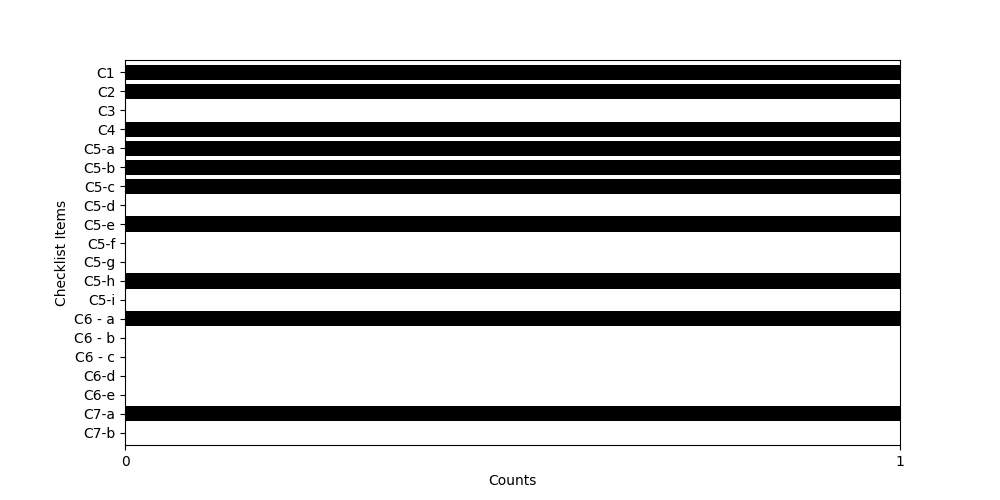 C1
C2
C3
C4
C5-a
C5-b
C5-c
C5-d
C5-e
C5-f
C5-g
C5-h
C5-i
C6 - a
C6 - b
C6 - c
C6-d
C6-e
C7-a
C7-b
Checklist Items
0 1
Counts